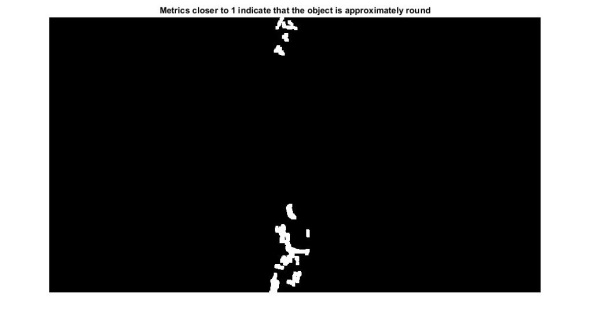 Metrics closer to 1 indicate that the object is approximately round